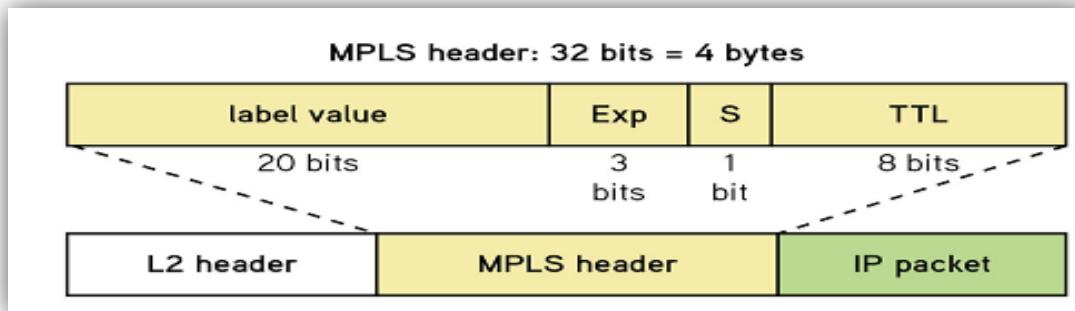 MPLS header: 32 bits = 4 bytes
label value Exp S TTL
20 bits 3 bits 1 bit 8 bits
L2 header MPLS header IP packet